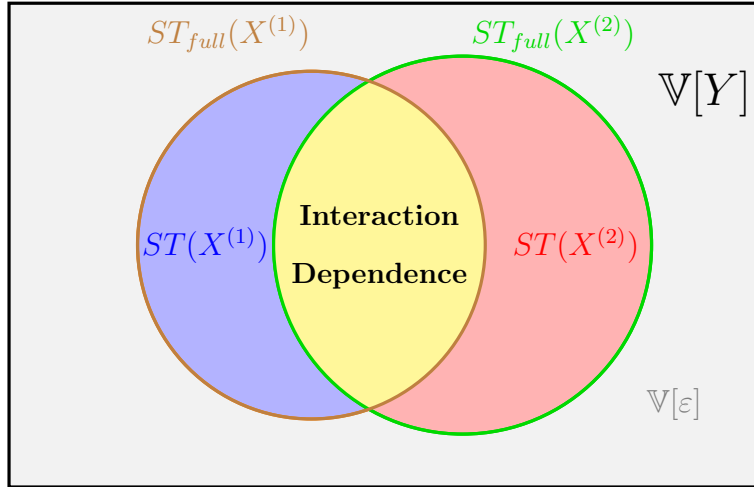 ST_{full}(X^{(1)})
ST_{full}(X^{(2)})
𝕍[Y]
Interaction
ST(X^{(1)})
ST(X^{(2)})
Dependence
𝕍[ε]